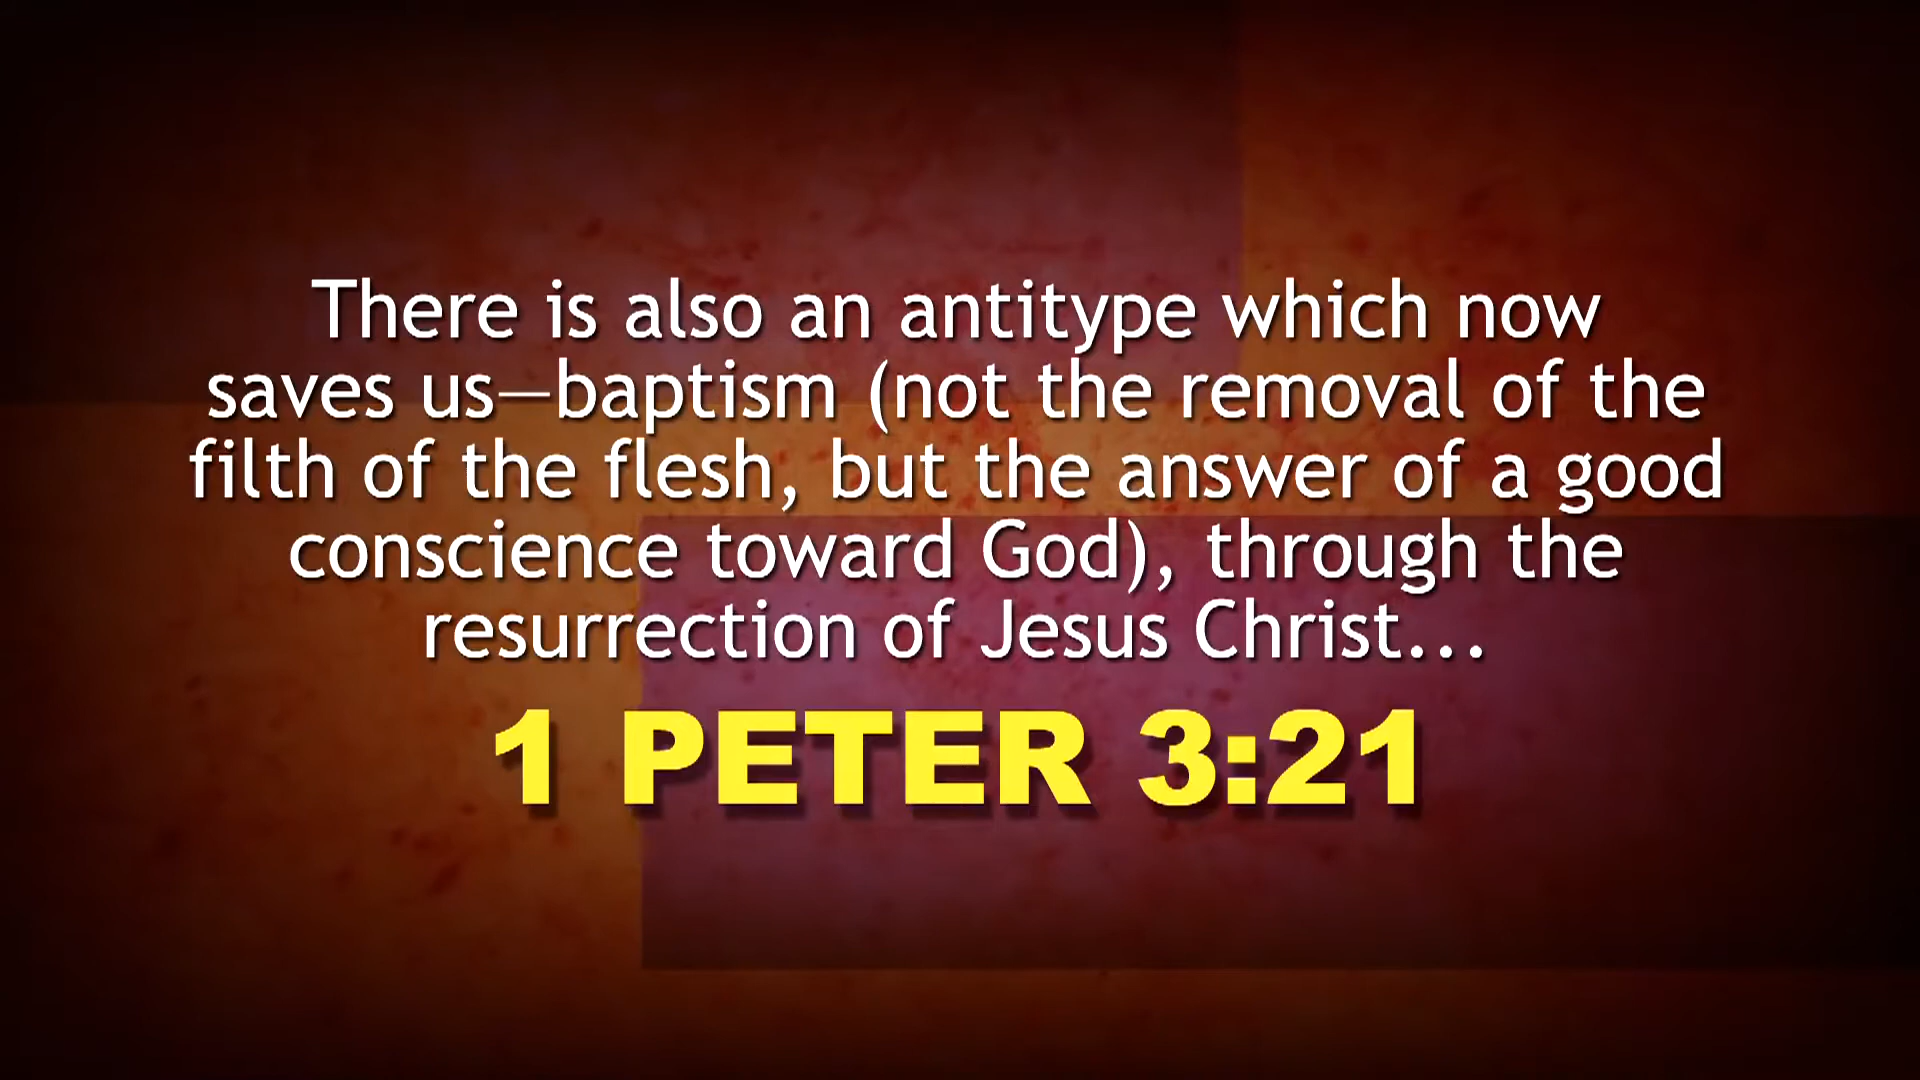 There is also an antitype which now
saves us—baptism (not the removal of the
filth of the flesh, but the answer of a good
conscience toward God), through the
resurrection of Jesus Christ...
1 PETER 3:21